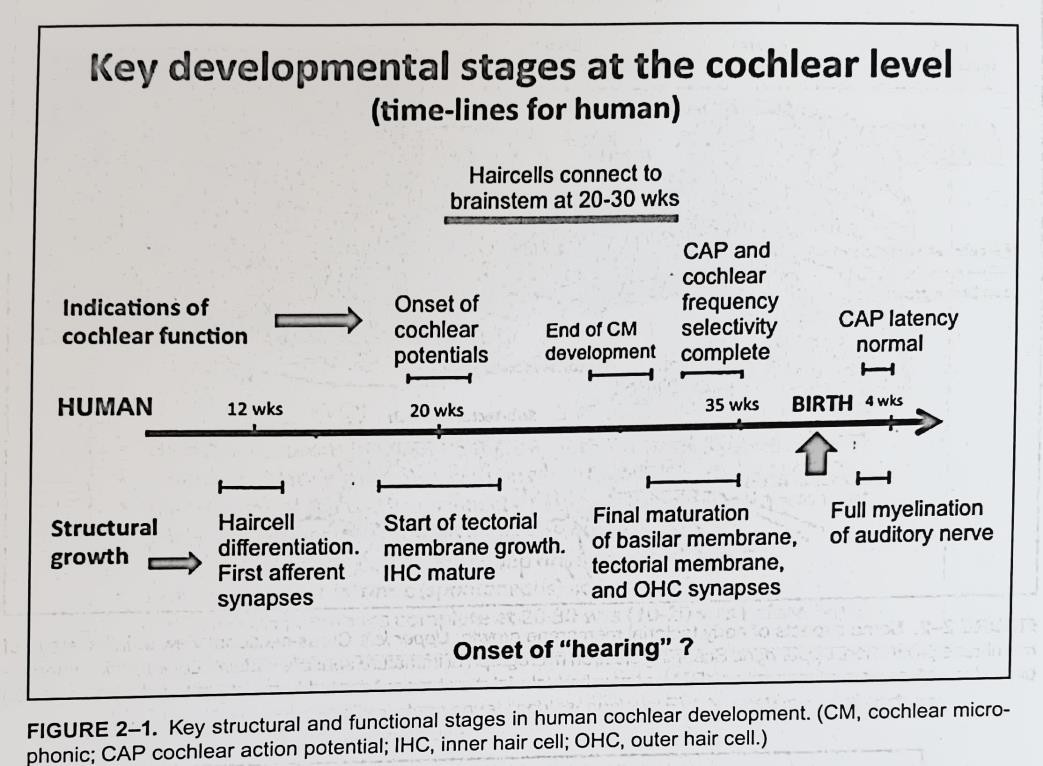 Key developmental stages at the cochlear level
(time-lines for human)
Haircells connect to
brainstem at 20-30 wks
Indications of
cochlear function
Onset of
cochlear
potentials
End of CM
development
CAP and
cochlear
frequency
selectivity
complete
CAP latency
normal
HUMAN
12 wks
20 wks
35 wks
BIRTH
4 wks
Structural
growth
Haircell
differentiation.
First afferent
synapses
Start of tectorial
membrane growth.
IHC mature
Final maturation
of basilar membrane,
tectorial membrane,
and OHC synapses
Full myelination
of auditory nerve
Onset of “hearing” ?
FIGURE 2–1. Key structural and functional stages in human cochlear development. (CM, cochlear micro-
phonic; CAP cochlear action potential; IHC, inner hair cell; OHC, outer hair cell.)